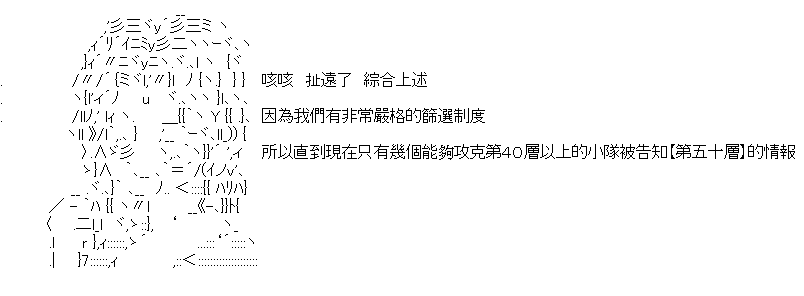 咳咳　扯遠了　綜合上述
因為我們有非常嚴格的篩選制度
所以直到現在只有幾個能夠攻克第40層以上的小隊被告知【第五十層】的情報